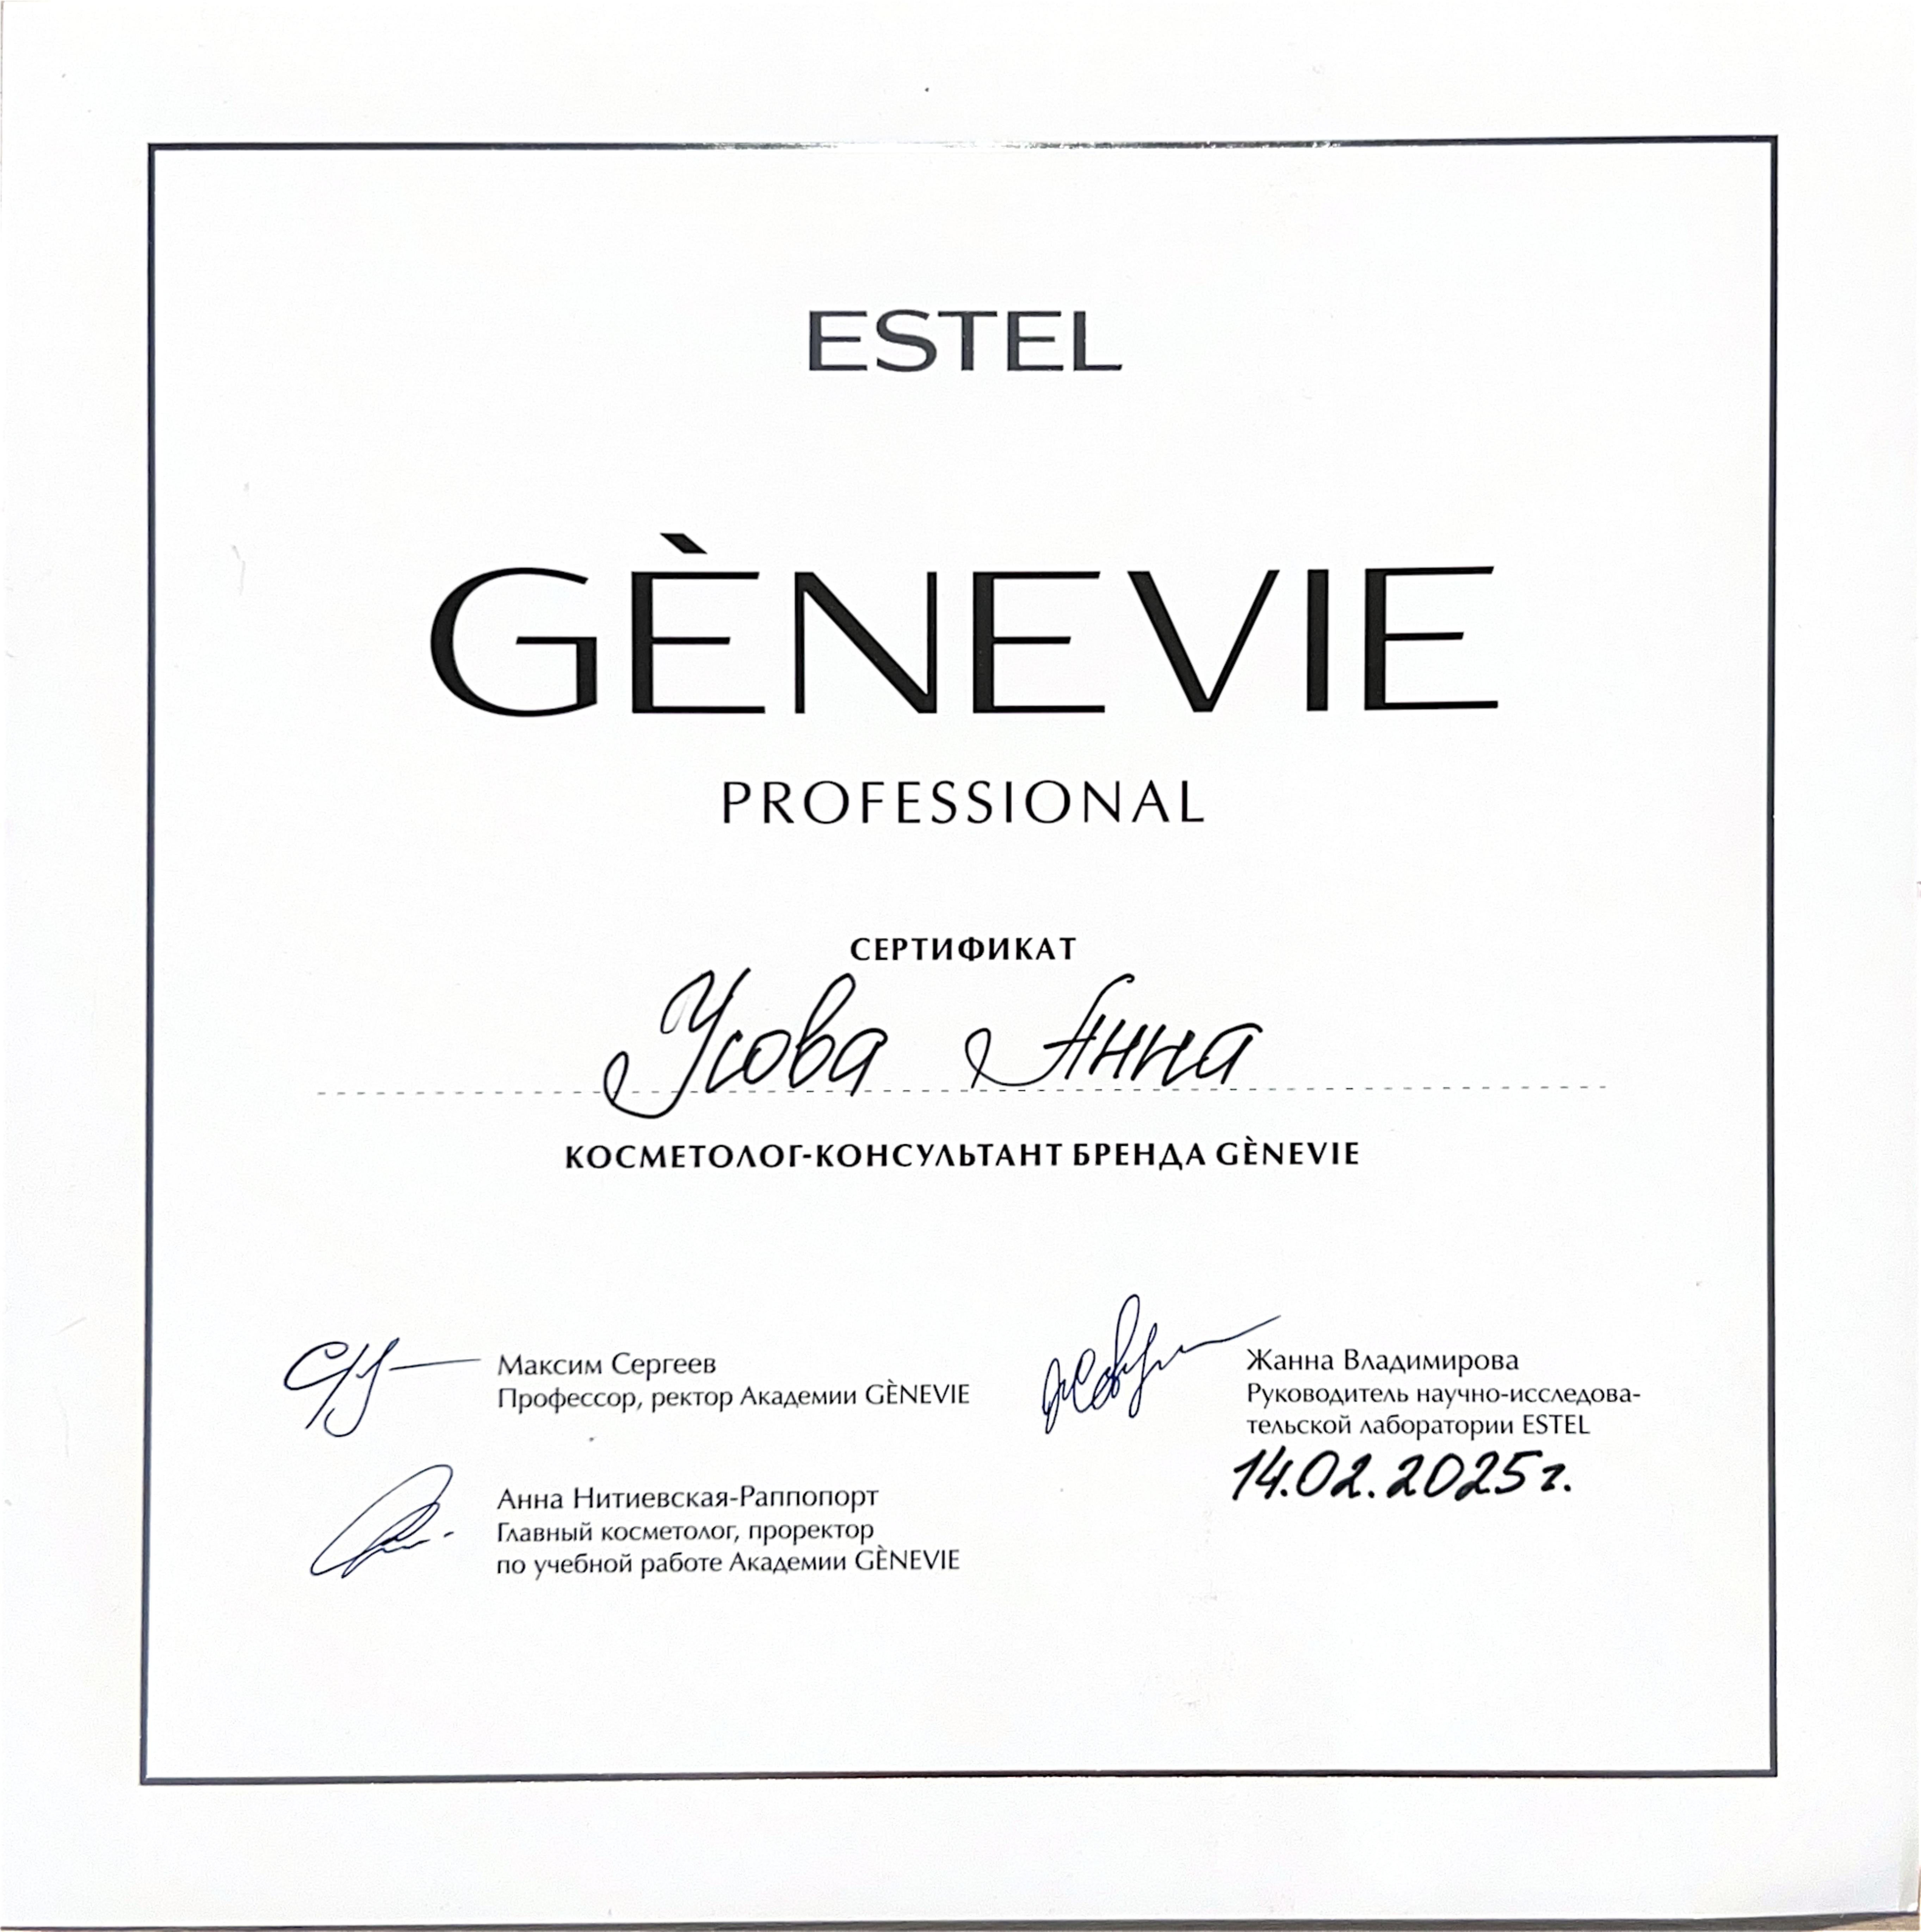 ESTEL
GÈNEVIE
PROFESSIONAL
СЕРТИФИКАТ
Усова Анна
КОСМЕТОЛОГ-КОНСУЛЬТАНТ БРЕНДА GÈNEVIE
Максим Сергеев
Профессор, ректор Академии GÈNEVIE
Анна Нитиевская-Раппопорт
Главный косметолог, проректор
по учебной работе Академии GÈNEVIE
Жанна Владимирова
Руководитель научно-исследова-
тельской лаборатории ESTEL
14.02.2025г.